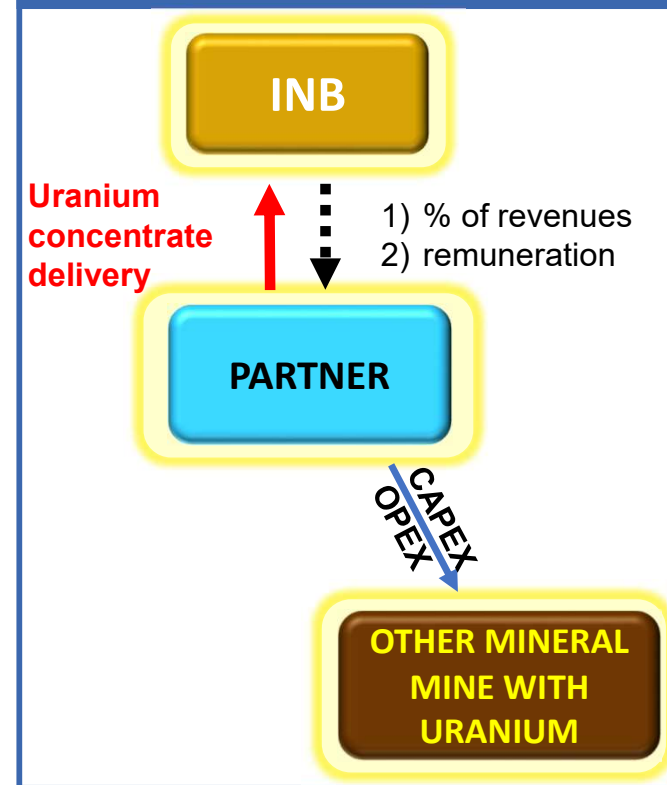 INB
Uranium
concentrate
delivery
1) % of revenues
2) remuneration
PARTNER
CAPEX
OPEX
OTHER MINERAL
MINE WITH
URANIUM